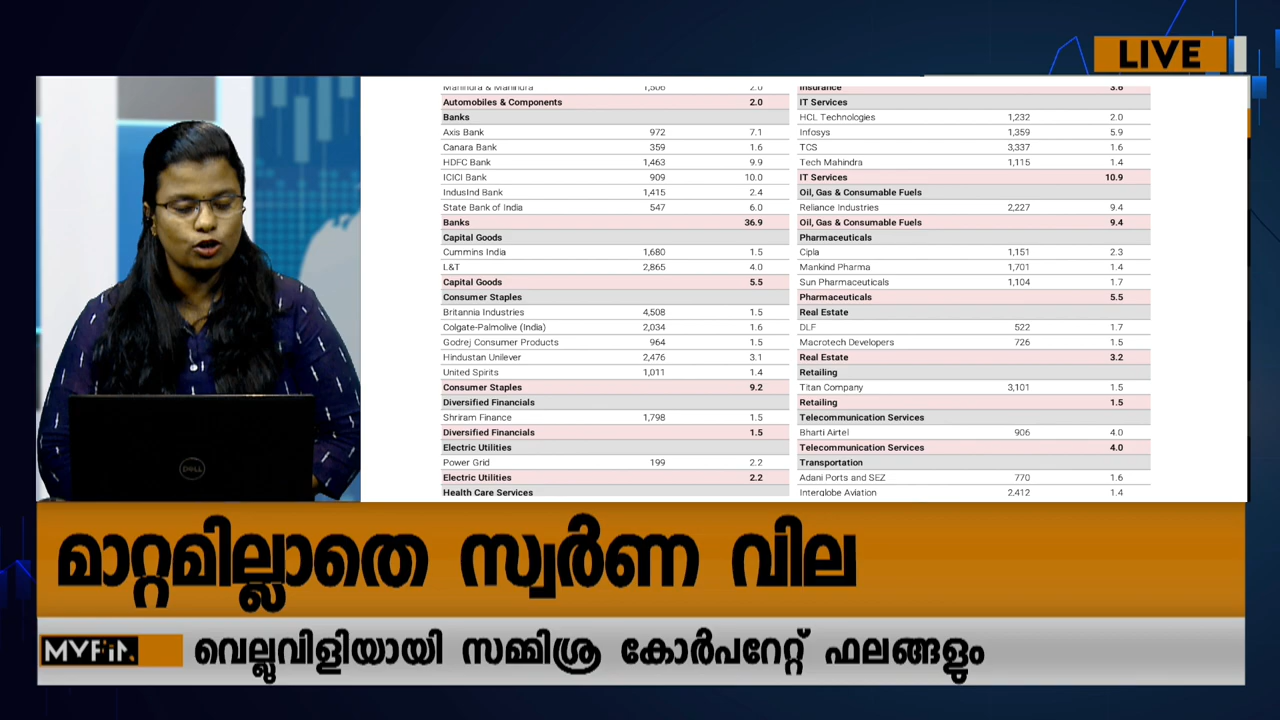 LIVE
Mahindra & Mahindra 1,506 2.0
Automobiles & Components 2.0
Banks
Axis Bank 972 7.1
Canara Bank 359 1.6
HDFC Bank 1,463 9.9
ICICI Bank 909 10.0
IndusInd Bank 1,415 2.4
State Bank of India 547 6.0
Banks 36.9
Capital Goods
Cummins India 1,680 1.5
L&T 2,865 4.0
Capital Goods 5.5
Consumer Staples
Britannia Industries 4,508 1.5
Colgate-Palmolive (India) 2,034 1.6
Godrej Consumer Products 964 1.5
Hindustan Unilever 2,476 3.1
United Spirits 1,011 1.4
Consumer Staples 9.2
Diversified Financials
Shriram Finance 1,798 1.5
Diversified Financials 1.5
Electric Utilities
Power Grid 199 2.2
Electric Utilities 2.2
Health Care Services
Insurance 3.6
IT Services
HCL Technologies 1,232 2.0
Infosys 1,359 5.9
TCS 3,337 1.6
Tech Mahindra 1,115 1.4
IT Services 10.9
Oil, Gas & Consumable Fuels
Reliance Industries 2,227 9.4
Oil, Gas & Consumable Fuels 9.4
Pharmaceuticals
Cipla 1,151 2.3
Mankind Pharma 1,701 1.4
Sun Pharmaceuticals 1,104 1.7
Pharmaceuticals 5.5
Real Estate
DLF 522 1.7
Macrotech Developers 726 1.5
Real Estate 3.2
Retailing
Titan Company 3,101 1.5
Retailing 1.5
Telecommunication Services
Bharti Airtel 906 4.0
Telecommunication Services 4.0
Transportation
Adani Ports and SEZ 770 1.6
Interglobe Aviation 2,412 1.4
DELL
മാറ്റമില്ലാതെ സ്വർണ വില
MYFiN. വെല്ലുവിളിയായി സമ്മിശ്ര കോർപറേറ്റ് ഫലങ്ങളും